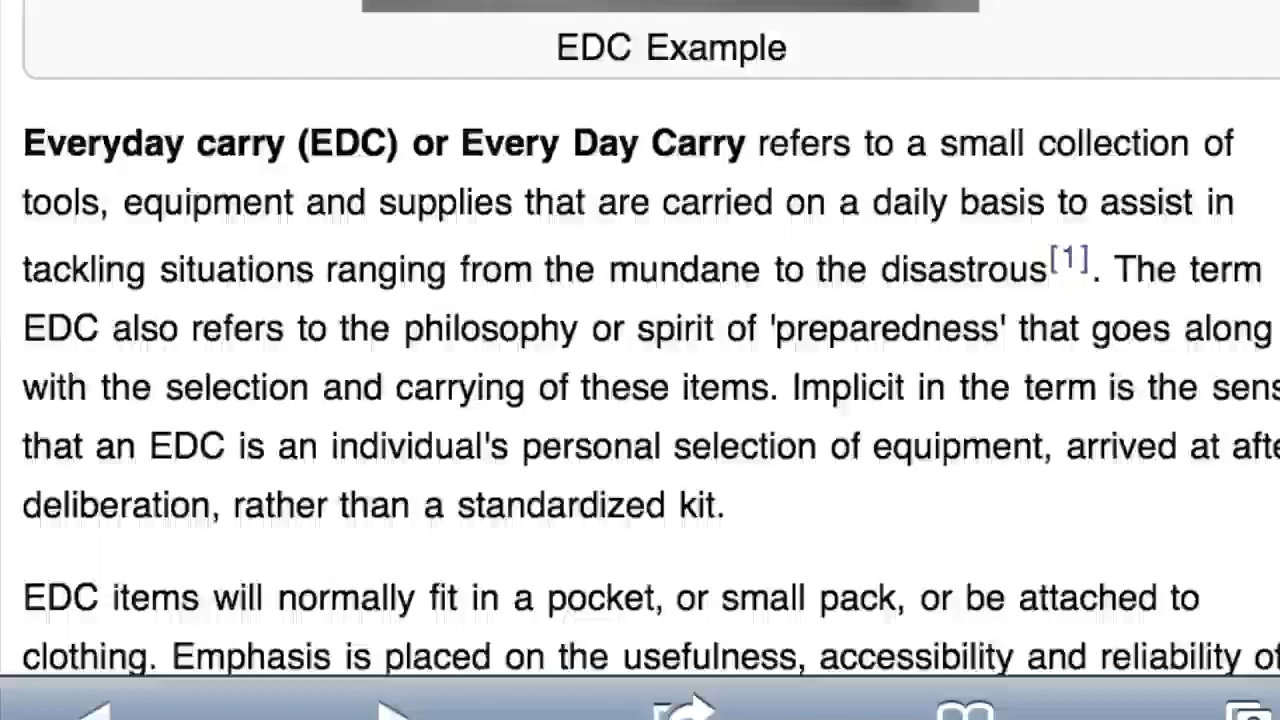 EDC Example
Everyday carry (EDC) or Every Day Carry refers to a small collection of
tools, equipment and supplies that are carried on a daily basis to assist in
tackling situations ranging from the mundane to the disastrous[1]. The term
EDC also refers to the philosophy or spirit of 'preparedness' that goes along
with the selection and carrying of these items. Implicit in the term is the
that an EDC is an individual's personal selection of equipment, arrived at
deliberation, rather than a standardized kit.
EDC items will normally fit in a pocket, or small pack, or be attached to
clothing. Emphasis is placed on the usefulness, accessibility and reliability of